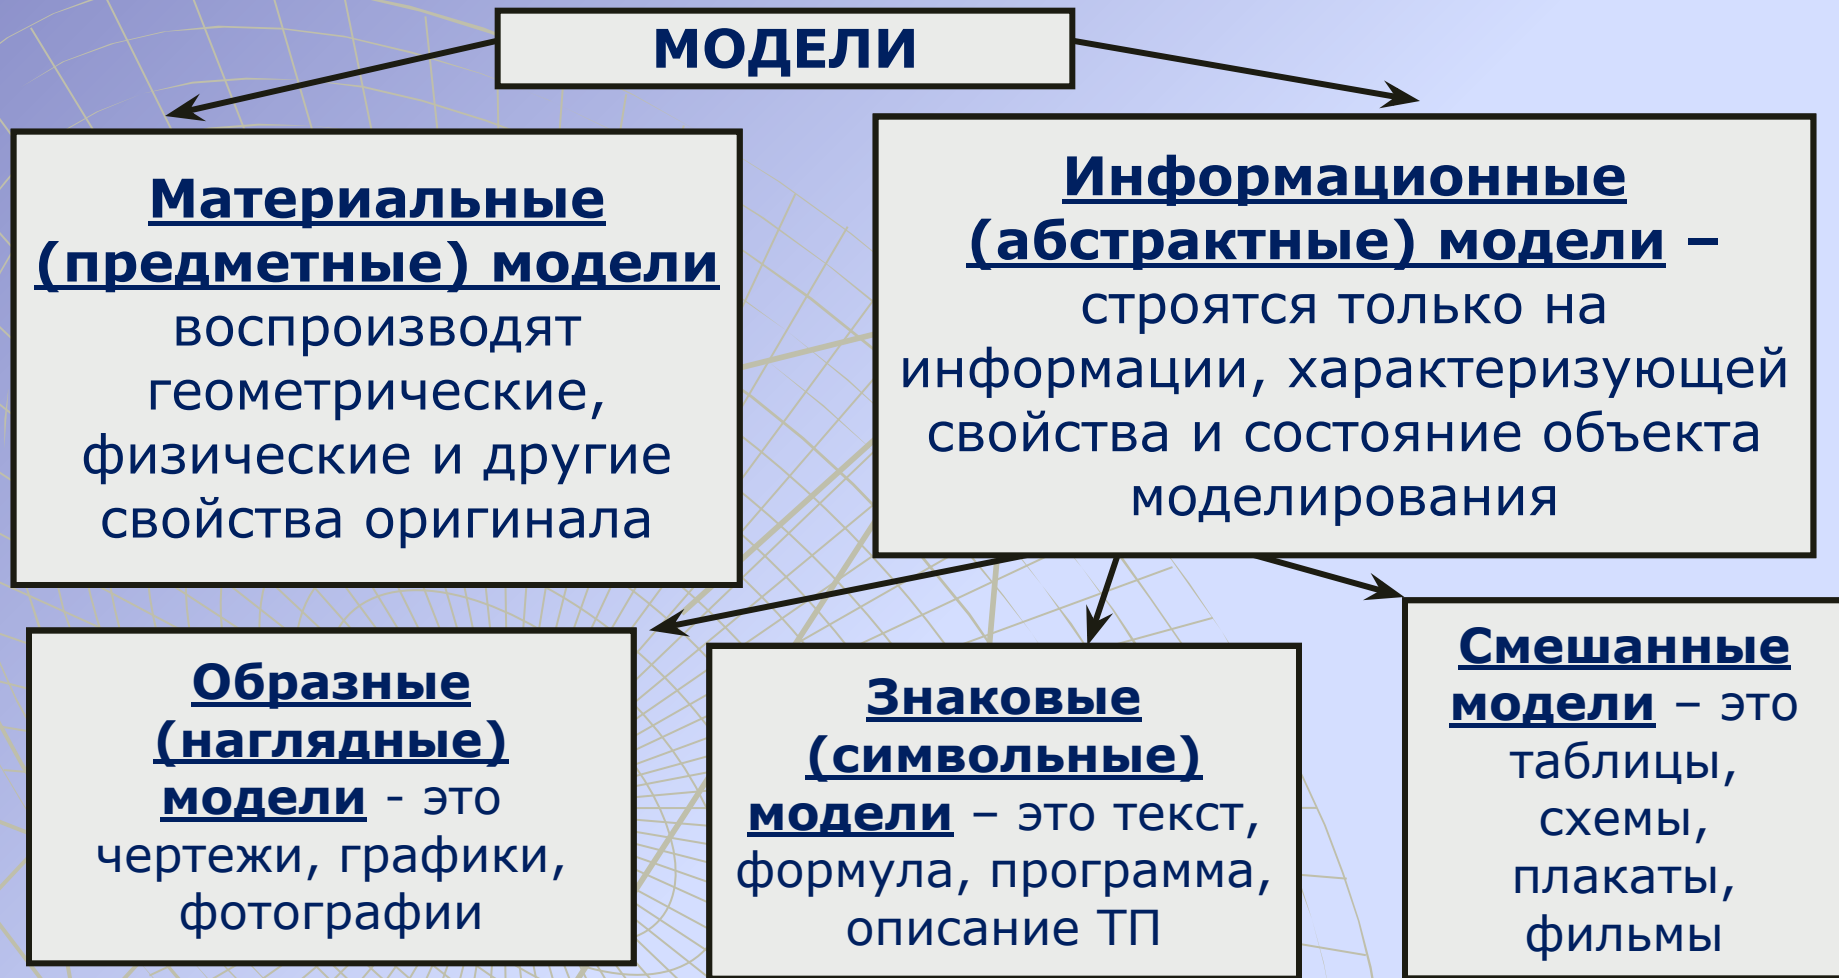 МОДЕЛИ
Материальные
(предметные) модели
воспроизводят
геометрические,
физические и другие
свойства оригинала
Информационные
(абстрактные) модели –
строятся только на
информации, характеризующей
свойства и состояние объекта
моделирования
Образные
(наглядные)
модели - это
чертежи, графики,
фотографии
Знаковые
(символьные)
модели – это текст,
формула, программа,
описание ТП
Смешанные
модели – это
таблицы,
схемы,
плакаты,
фильмы